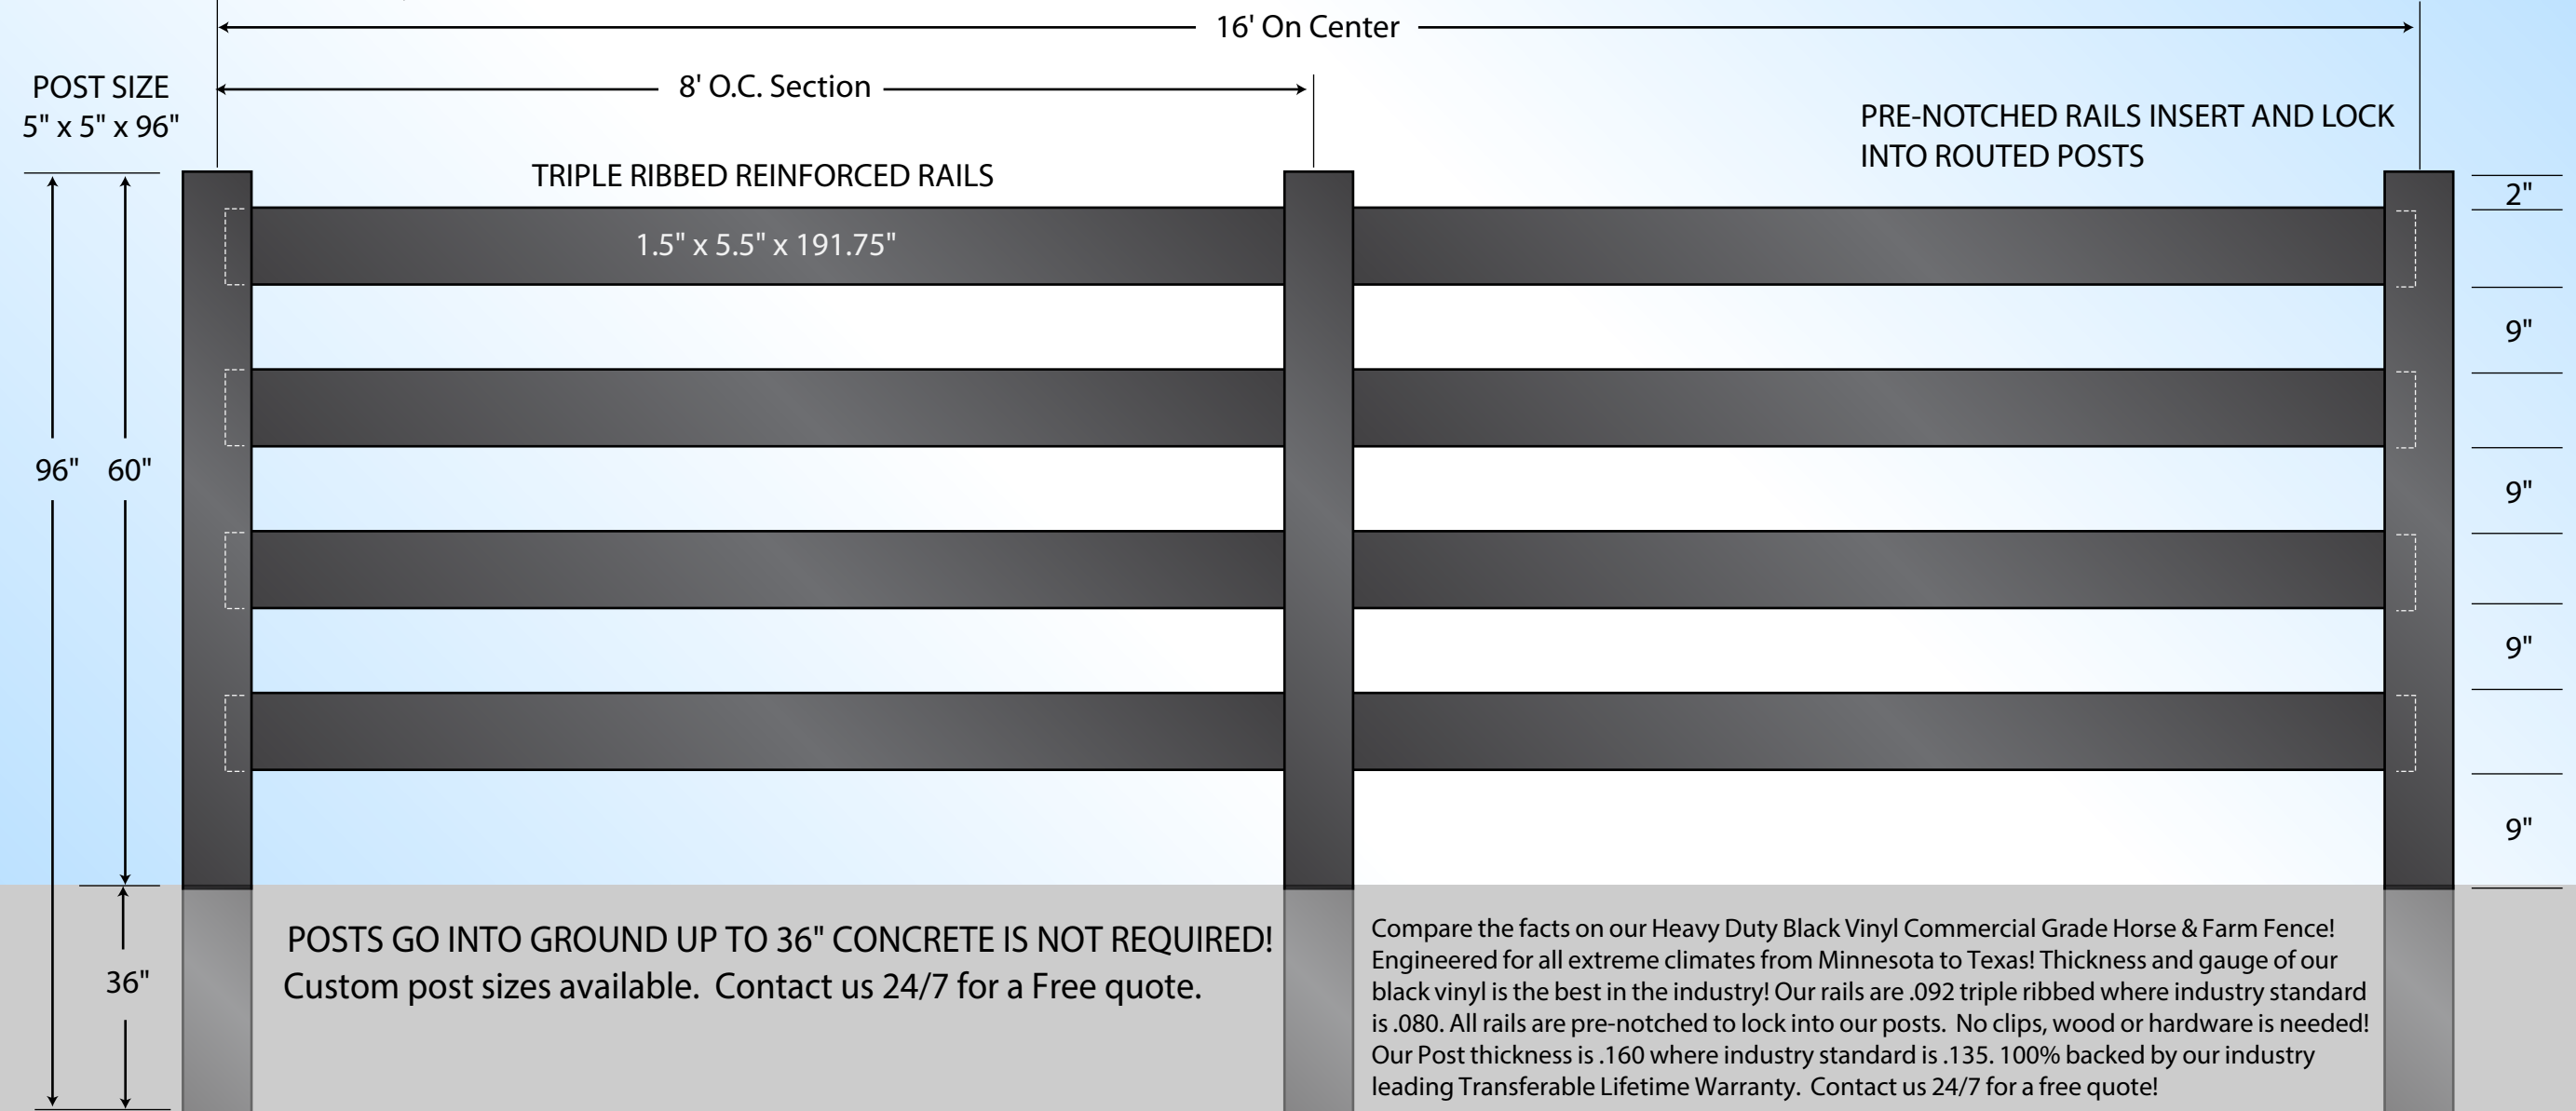 16' On Center
8' O.C. Section
POST SIZE
5" x 5" x 96"
PRE-NOTCHED RAILS INSERT AND LOCK
INTO ROUTED POSTS
TRIPLE RIBBED REINFORCED RAILS
2"
1.5" x 5.5" x 191.75"
9"
96" 60"
9"
9"
9"
POSTS GO INTO GROUND UP TO 36" CONCRETE IS NOT REQUIRED!
Custom post sizes available. Contact us 24/7 for a Free quote.
36"
Compare the facts on our Heavy Duty Black Vinyl Commercial Grade Horse & Farm Fence!
Engineered for all extreme climates from Minnesota to Texas! Thickness and gauge of our
black vinyl is the best in the industry! Our rails are .092 triple ribbed where industry standard
is .080. All rails are pre-notched to lock into our posts. No clips, wood or hardware is needed!
Our Post thickness is .160 where industry standard is .135. 100% backed by our industry
leading Transferable Lifetime Warranty. Contact us 24/7 for a free quote!